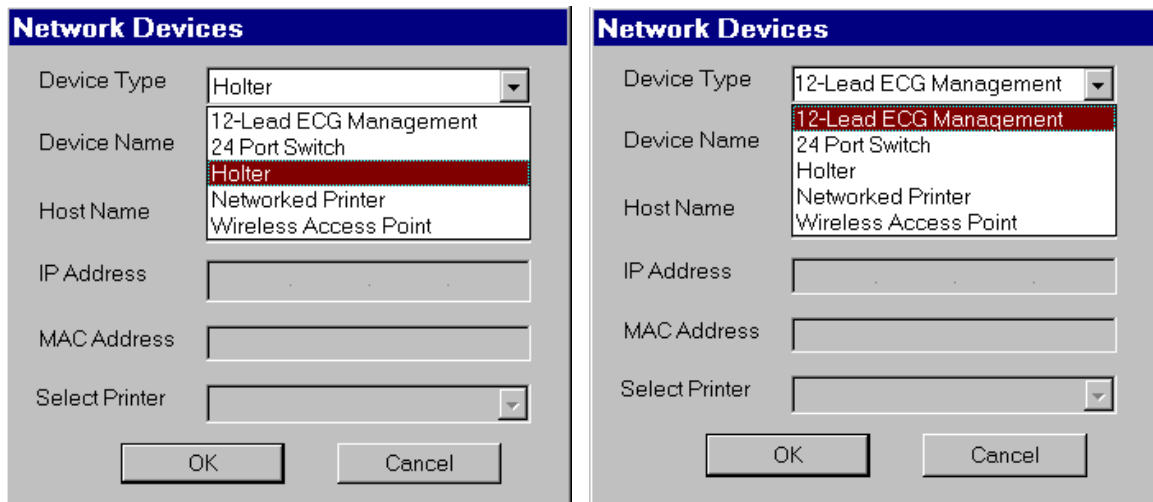 Network Devices
Device Type
Holter
12-Lead ECG Management
24 Port Switch
Holter
Networked Printer
Wireless Access Point
Device Name
Host Name
IP Address
. . .
MAC Address
Select Printer
OK
Cancel
Network Devices
Device Type
12-Lead ECG Management
12-Lead ECG Management
24 Port Switch
Holter
Networked Printer
Wireless Access Point
Device Name
Host Name
IP Address
. . .
MAC Address
Select Printer
OK
Cancel